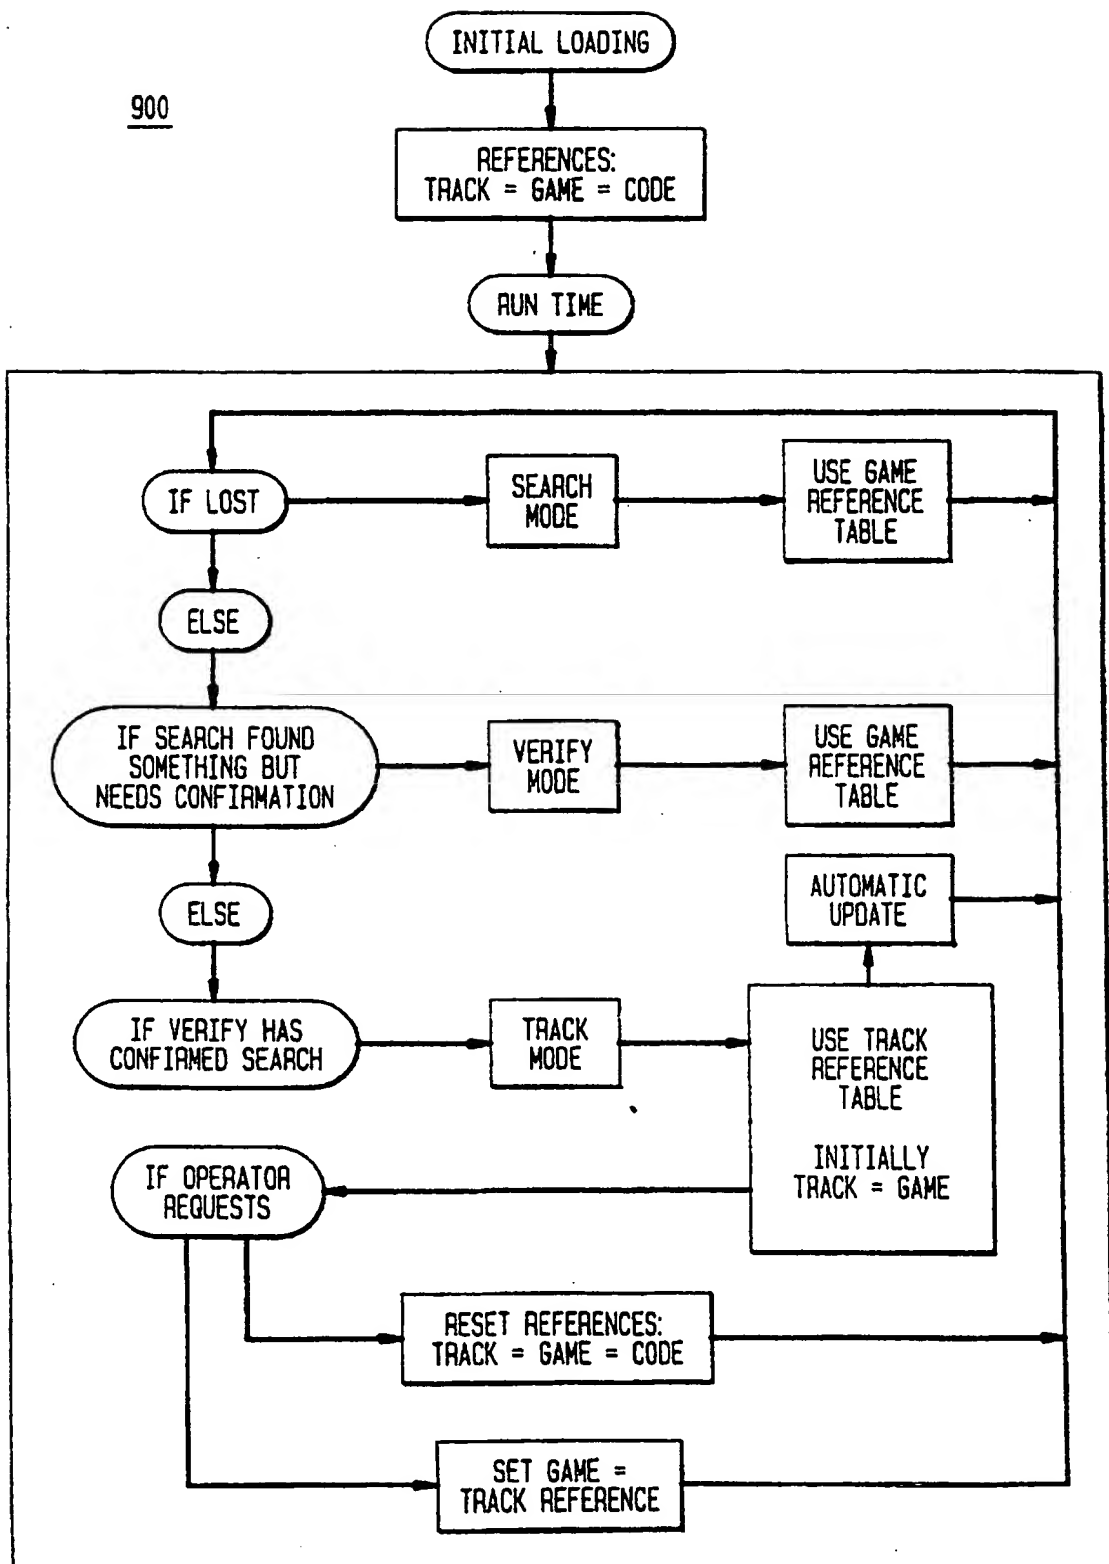 INITIAL LOADING
900
REFERENCES:
TRACK = GAME = CODE
RUN TIME
IF LOST
SEARCH
MODE
USE GAME
REFERENCE
TABLE
ELSE
IF SEARCH FOUND
SOMETHING BUT
NEEDS CONFIRMATION
VERIFY
MODE
USE GAME
REFERENCE
TABLE
ELSE
AUTOMATIC
UPDATE
IF VERIFY HAS
CONFIRMED SEARCH
TRACK
MODE
USE TRACK
REFERENCE
TABLE
INITIALLY
TRACK = GAME
IF OPERATOR
REQUESTS
RESET REFERENCES:
TRACK = GAME = CODE
SET GAME =
TRACK REFERENCE